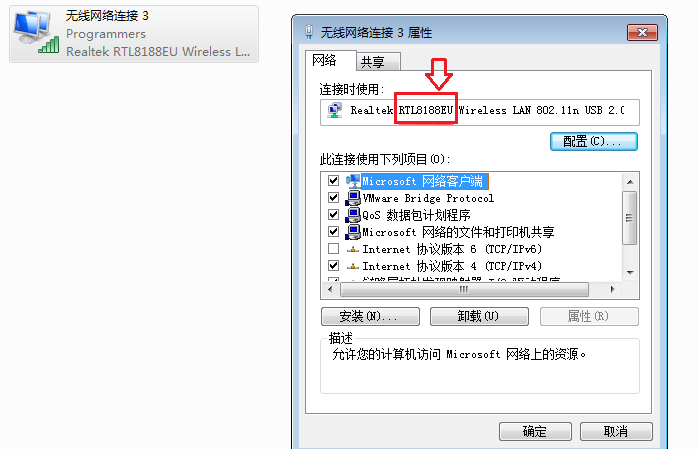 无线网络连接 3
Programmers
Realtek RTL8188EU Wireless L...
无线网络连接 3 属性
网络 共享
连接时使用:
Realtek RTL8188EU Wireless LAN 802.11n USB 2.0
配置(C)...
此连接使用下列项目(O):
Microsoft 网络客户端
VMware Bridge Protocol
QoS 数据包计划程序
Microsoft 网络的文件和打印机共享
Internet 协议版本 6 (TCP/IPv6)
Internet 协议版本 4 (TCP/IPv4)
安装(N)... 卸载(U) 属性(R)
描述
允许您的计算机访问 Microsoft 网络上的资源。
确定 取消